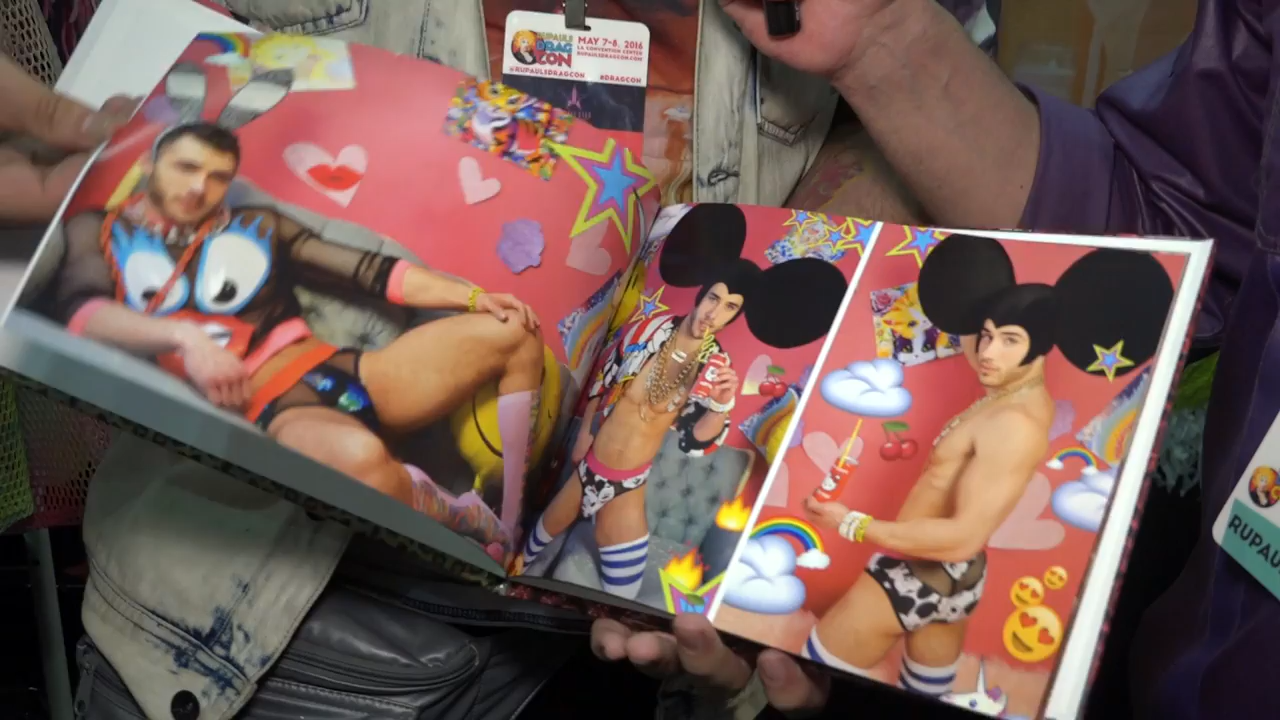 RUPAUL'S
DRAG
CON
MAY 7-8, 2016
LA CONVENTION CENTER
RUPAULSDRAGCON.COM
@RUPAULSDRAGCON
#DRAGCON
RUPAU